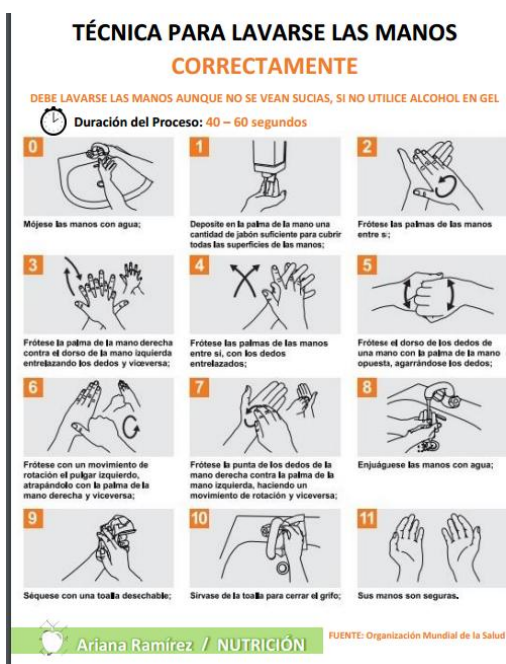 TÉCNICA PARA LAVARSE LAS MANOS
CORRECTAMENTE
DEBE LAVARSE LAS MANOS AUNQUE NO SE VEAN SUCIAS, SI NO UTILICE ALCOHOL EN GEL
Duración del Proceso: 40 – 60 segundos
0
Mójese las manos con agua;
1
Deposite en la palma de la mano una
cantidad de jabón suficiente para cubrir
todas las superficies de las manos;
2
Frótese las palmas de las manos
entre sí;
3
Frótese la palma de la mano derecha
contra el dorso de la mano izquierda
entrelazando los dedos y viceversa;
4
Frótese las palmas de las manos
entre sí, con los dedos
entrelazados;
5
Frótese el dorso de los dedos de
una mano con la palma de la mano
opuesta, agarrándose los dedos;
6
Frótese con un movimiento de
rotación el pulgar izquierdo,
atrapándolo con la palma de la
mano derecha y viceversa;
7
Frótese la punta de los dedos de la
mano derecha contra la palma de la
mano izquierda, haciendo un
movimiento de rotación y viceversa;
8
Enjuáguese las manos con agua;
9
Séquese con una toalla desechable;
10
Sírvase de la toalla para cerrar el grifo;
11
Sus manos son seguras.
Ariana Ramírez / NUTRICIÓN
FUENTE: Organización Mundial de la Salud